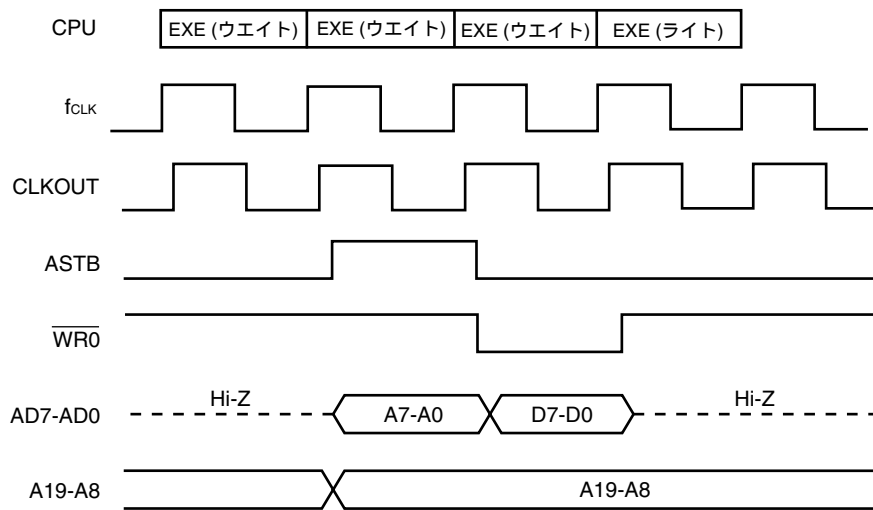 CPU EXE (ウエイト) EXE (ウエイト) EXE (ウエイト) EXE (ライト)
fCLK
CLKOUT
ASTB
WR0
AD7-AD0 Hi-Z A7-A0 D7-D0 Hi-Z
A19-A8 A19-A8